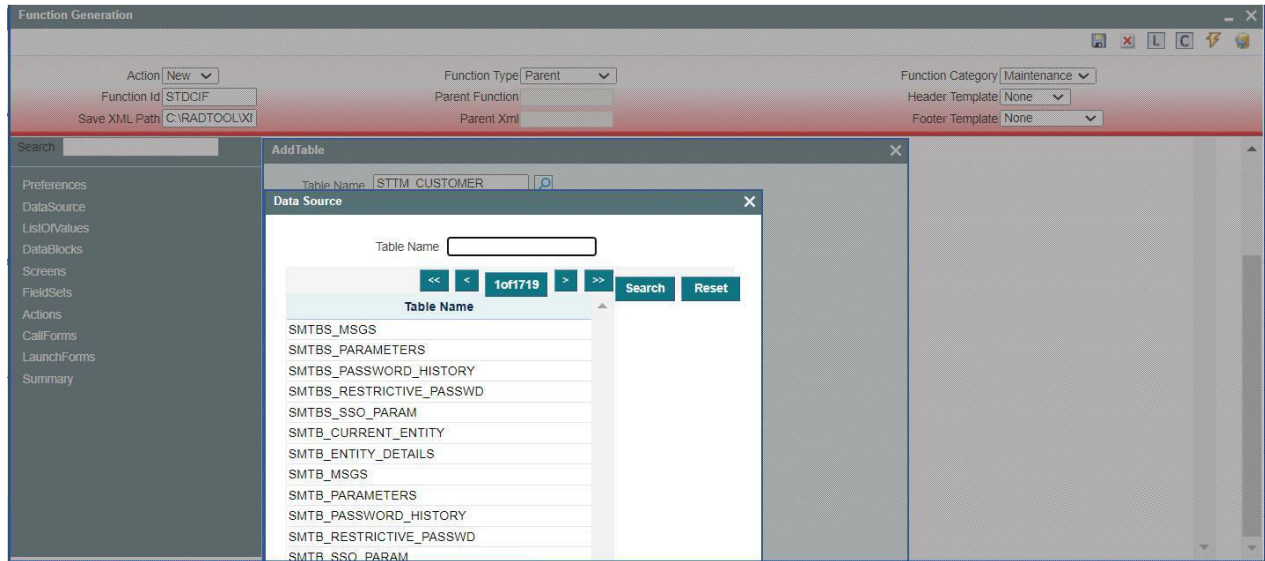 Function Generation
L C
Action New Function Type Parent Function Category Maintenance
Function Id STDCIF Parent Function Header Template None
Save XML Path C:\RADTOOL\XM Parent Xml Footer Template None
Search
AddTable
Preferences
DataSource
ListOfValues
DataBlocks
Screens
FieldSets
Actions
CallForms
LaunchForms
Summary
Table Name STTM_CUSTOMER
Data Source
Table Name
<< < 1of1719 > >> Search Reset
Table Name
SMTBS_MSGS
SMTBS_PARAMETERS
SMTBS_PASSWORD_HISTORY
SMTBS_RESTRICTIVE_PASSWD
SMTBS_SSO_PARAM
SMTB_CURRENT_ENTITY
SMTB_ENTITY_DETAILS
SMTB_MSGS
SMTB_PARAMETERS
SMTB_PASSWORD_HISTORY
SMTB_RESTRICTIVE_PASSWD
SMTB_SSO_PARAM